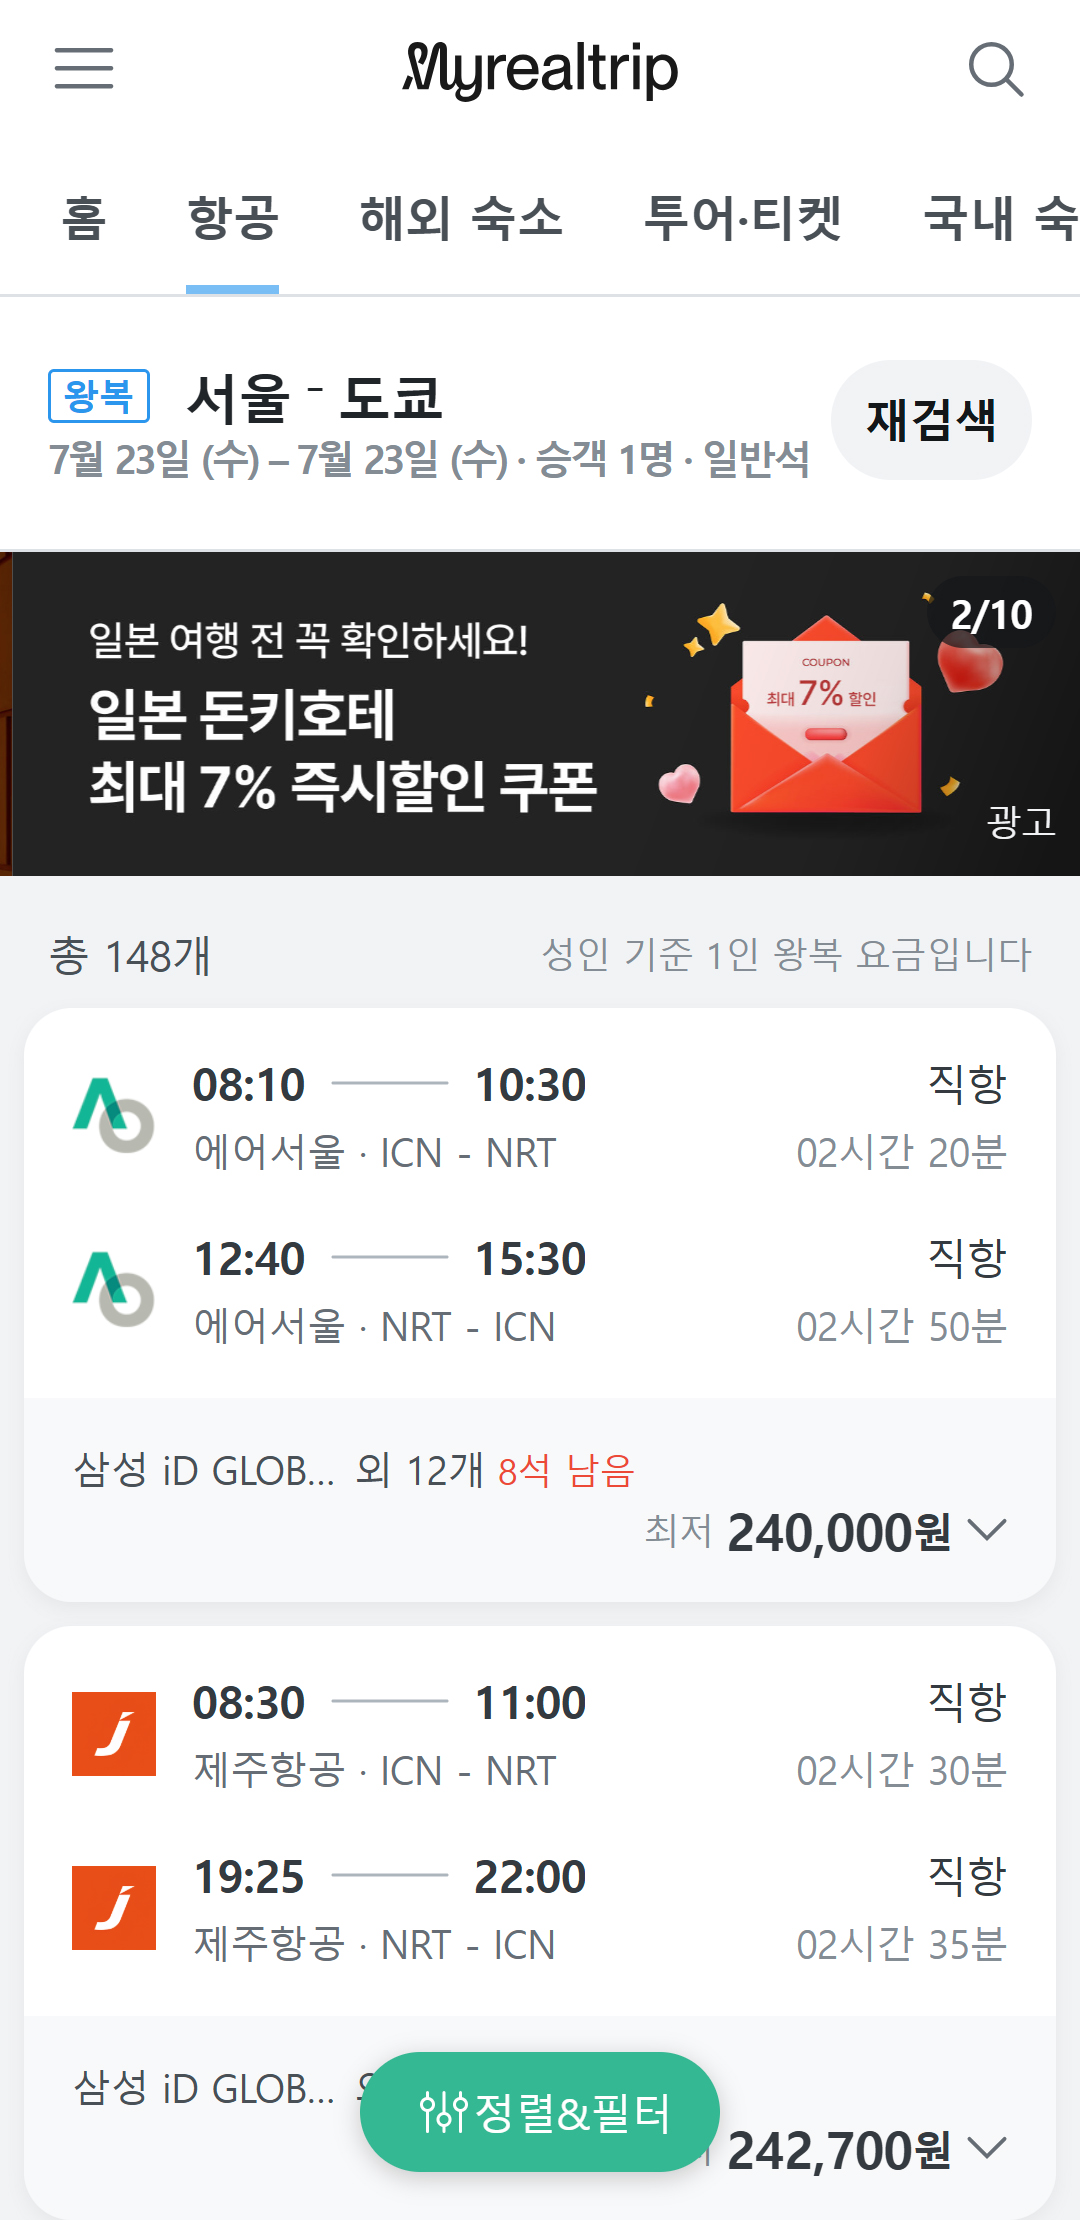 Myrealtrip
홈 항공 해외 숙소 투어·티켓 국내 숙
왕복 서울 - 도쿄
7월 23일 (수) – 7월 23일 (수) · 승객 1명 · 일반석
재검색
2/10
일본 여행 전 꼭 확인하세요!
일본 돈키호테
최대 7% 즉시할인 쿠폰
COUPON
최대 7% 할인
광고
총 148개 성인 기준 1인 왕복 요금입니다
08:10 10:30 직항
에어서울 · ICN - NRT 02시간 20분
12:40 15:30 직항
에어서울 · NRT - ICN 02시간 50분
삼성 iD GLOB... 외 12개 8석 남음
최저 240,000원
08:30 11:00 직항
제주항공 · ICN - NRT 02시간 30분
19:25 22:00 직항
제주항공 · NRT - ICN 02시간 35분
삼성 iD GLOB...
정렬&필터
242,700원